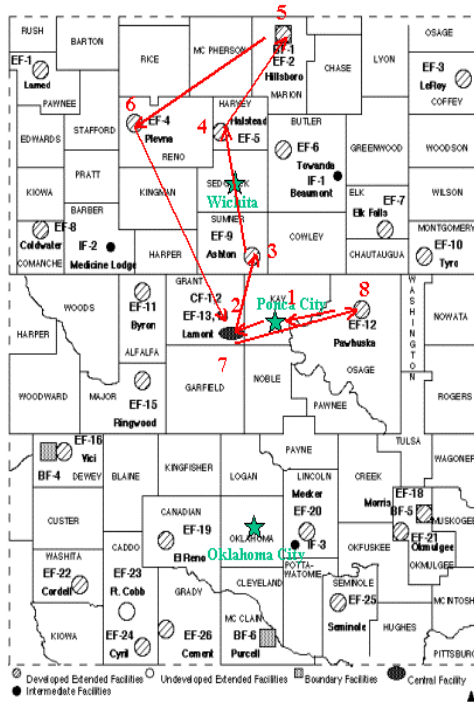 5
RUSH
BARTON
RICE
MC PHERSON
BF-1
EF-2
Hillsboro
MARION
CHASE
LYON
OSAGE
EF-1
Larned
PAWNEE
EF-3
LeRoy
COFFEY
6
EF-4
Plevna
RENO
4
HARVEY
Halstead
EF-5
BUTLER
EF-6
Towanda
IF-1
Beaumont
GREENWOOD
WOODSON
EDWARDS
STAFFORD
KIOWA
PRATT
KINGMAN
SEDGWICK
Wichita
ELK
EF-7
Elk Falls
WILSON
BARBER
EF-8
Coldwater
COMANCHE
IF-2
Medicine Lodge
HARPER
SUMNER
EF-9
Ashton
3
COWLEY
CHAUTAUQUA
MONTGOMERY
EF-10
Tyro
WOODS
EF-11
Byron
ALFALFA
HARPER
GRANT
CF-1,2
EF-13,
Lamont
2
KAY
1
Ponca City
8
EF-12
Pawhuska
OSAGE
WASHINGTON
NOWATA
7
WOODWARD
MAJOR
EF-15
Ringwood
GARFIELD
NOBLE
PAWNEE
ROGERS
TULSA
WAGONER
EF-16
Vici
BF-4
DEWEY
BLAINE
KINGFISHER
LOGAN
PAYNE
LINCOLN
Meeker
EF-20
IF-3
CREEK
Morris
EF-18
BF-5
MUSKOGEE
EF-21
Okmulgee
OKMULGEE
CUSTER
CANADIAN
EF-19
El Reno
OKLAHOMA
Oklahoma City
OKFUSKEE
WASHITA
EF-22
Cordell
CADDO
EF-23
R. Cobb
GRADY
CLEVELAND
POTTA-
WATOMIE
SEMINOLE
EF-25
Seminole
HUGHES
MCINTOSH
KIOWA
EF-24
Cyril
EF-26
Cement
MC CLAIN
BF-6
Purcell
PITTSBURG
Developed Extended Facilities
Undeveloped Extended Facilities
Boundary Facilities
Central Facility
Intermediate Facilities